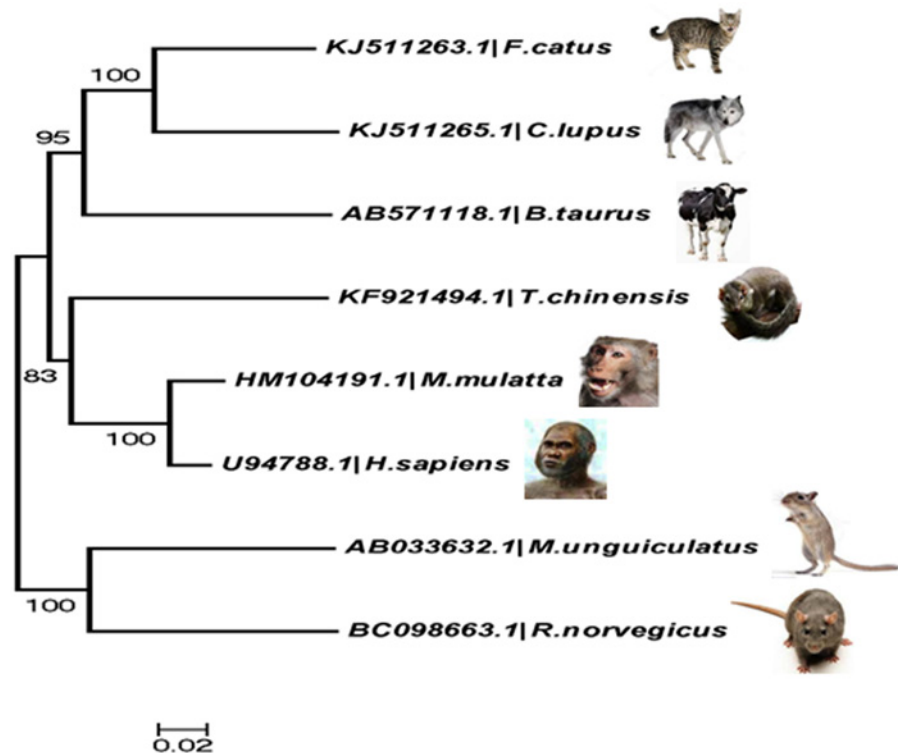 KJ511263.1|F.catus
100
KJ511265.1|C.lupus
95
AB571118.1|B.taurus
KF921494.1|T.chinensis
83
HM104191.1|M.mulatta
100
U94788.1|H.sapiens
AB033632.1|M.unguiculatus
100
BC098663.1|R.norvegicus
0.02